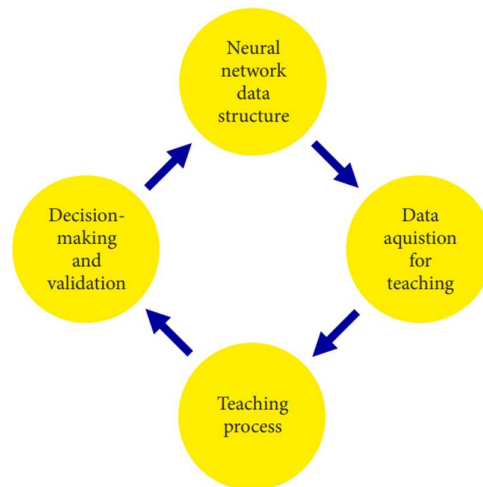 Neural
network
data
structure
Data
aquistion
for
teaching
Teaching
process
Decision-
making
and
validation